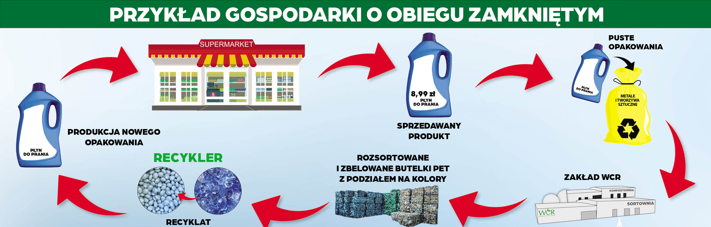 PRZYKŁAD GOSPODARKI O OBIEGU ZAMKNIĘTYM
SUPERMARKET
8,99 zł
PŁYN
DO PRANIA
SPRZEDAWANY
PRODUKT
PUSTE
OPAKOWANIA
METALE
I TWORZYWA
SZTUCZNE
PŁYN
DO PRANIA
PRODUKCJA NOWEGO
OPAKOWANIA
RECYKLER
RECYKLAT
ROZSORTOWANE
I ZBELOWANE BUTELKI PET
Z PODZIAŁEM NA KOLORY
ZAKŁAD WCR
SORTOWNIA
WCR